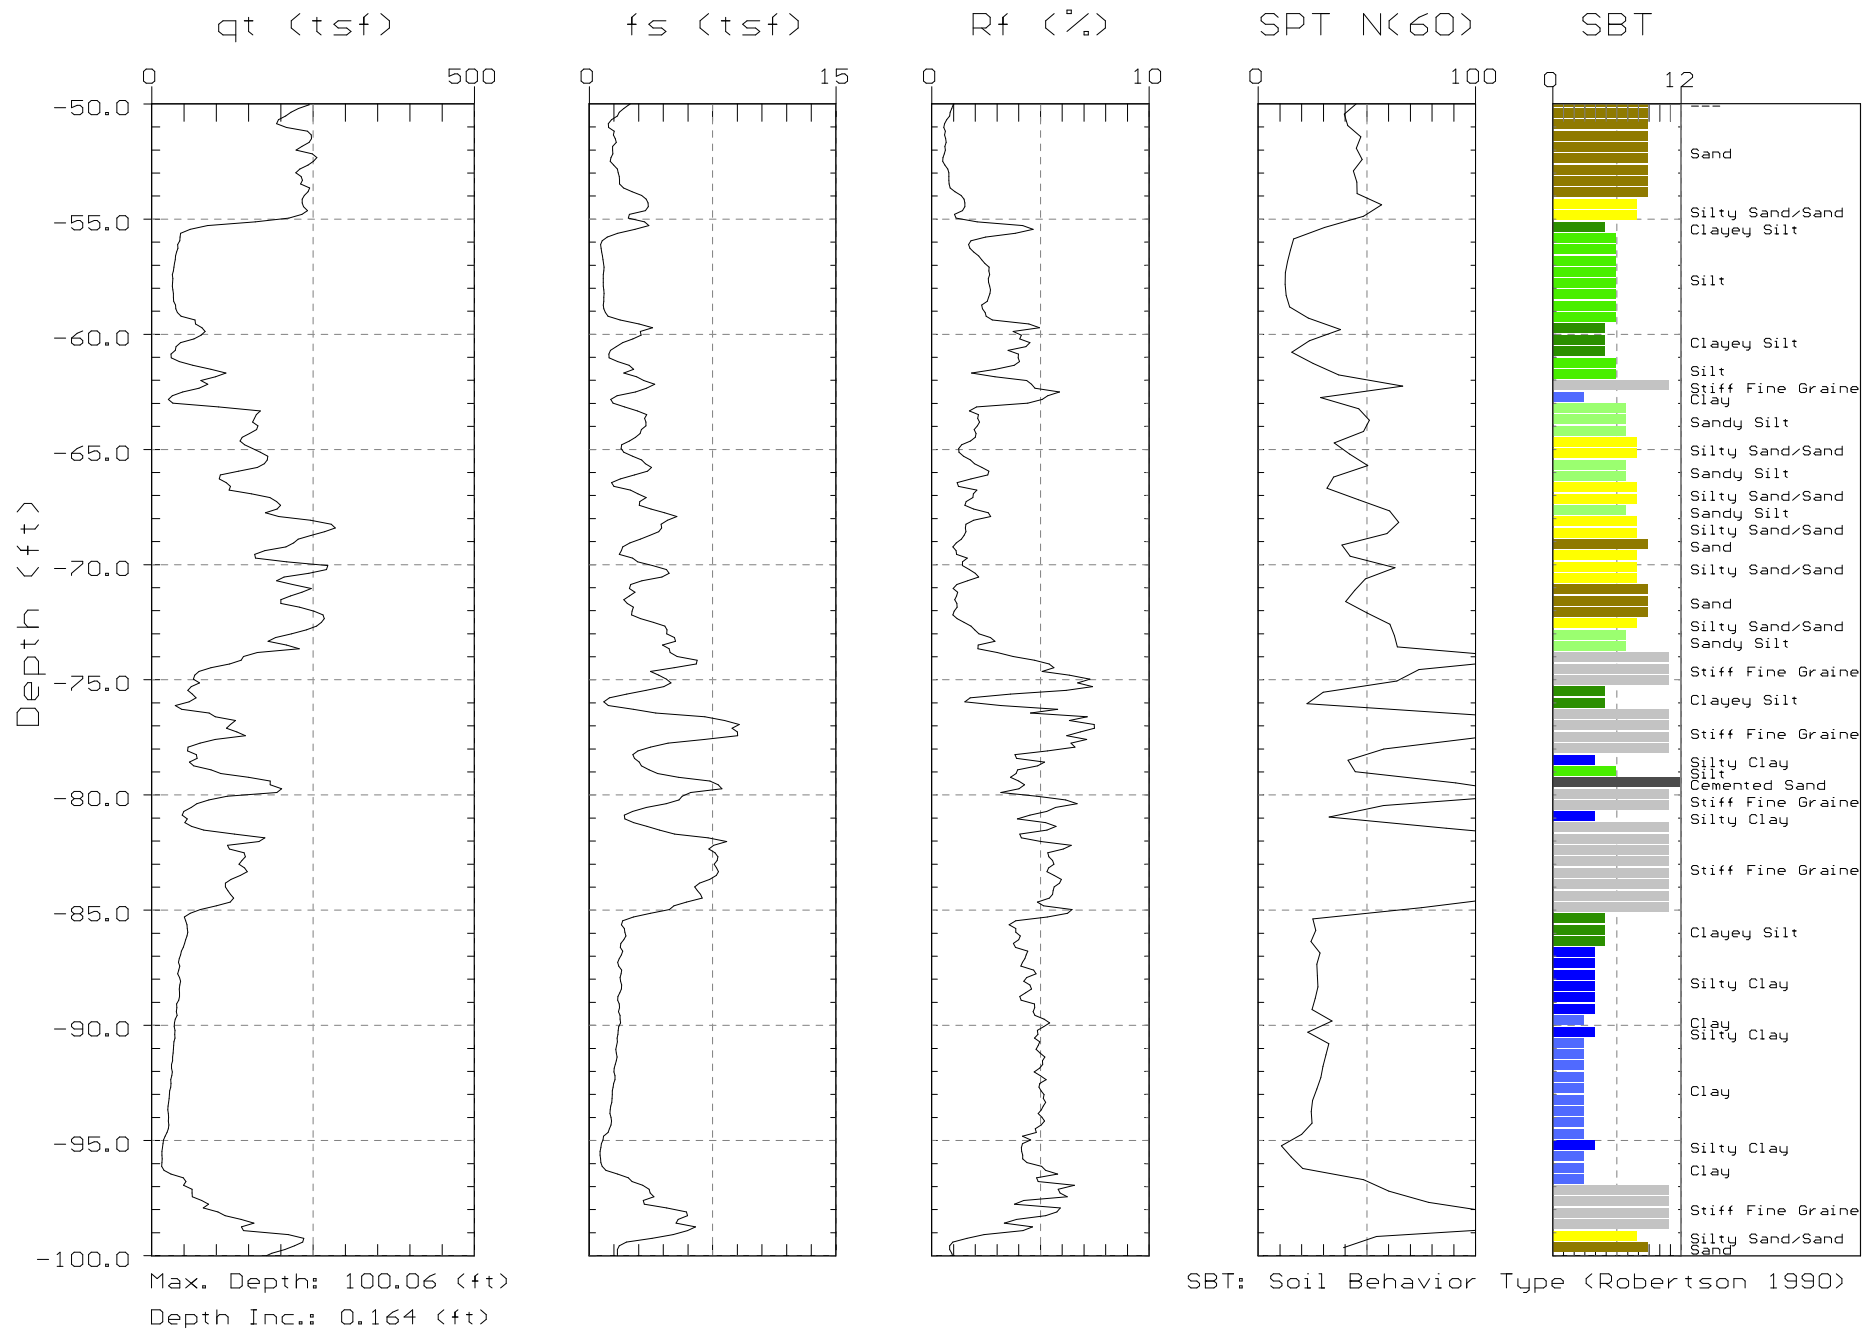 qt (tsf) fs (tsf) Rf (%) SPT N(60) SBT
0 500 0 15 0 10 0 100 0 12
Depth (ft)
-50.0
-55.0
-60.0
-65.0
-70.0
-75.0
-80.0
-85.0
-90.0
-95.0
-100.0
---
Sand
Silty Sand/Sand
Clayey Silt
Silt
Clayey Silt
Silt
Stiff Fine Graine
Clay
Sandy Silt
Silty Sand/Sand
Sandy Silt
Silty Sand/Sand
Sandy Silt
Silty Sand/Sand
Sand
Silty Sand/Sand
Sand
Silty Sand/Sand
Sandy Silt
Stiff Fine Graine
Clayey Silt
Stiff Fine Graine
Silty Clay
Silt
Cemented Sand
Stiff Fine Graine
Silty Clay
Stiff Fine Graine
Clayey Silt
Silty Clay
Clay
Silty Clay
Clay
Silty Clay
Clay
Stiff Fine Graine
Silty Sand/Sand
Sand
Max. Depth: 100.06 (ft)
Depth Inc.: 0.164 (ft)
SBT: Soil Behavior Type (Robertson 1990)